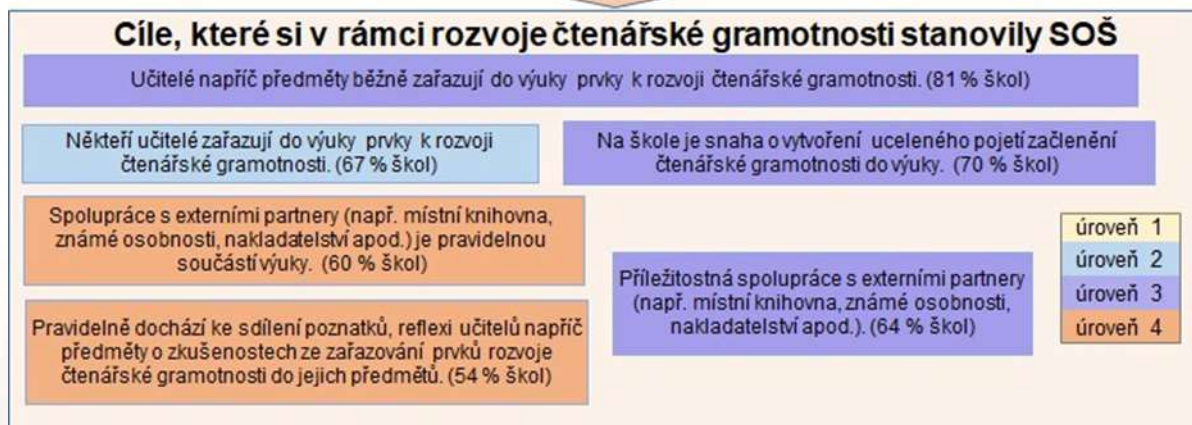 Cíle, které si v rámci rozvoje čtenářské gramotnosti stanovily SOŠ
Učitelé napříč předměty běžně zařazují do výuky prvky k rozvoji čtenářské gramotnosti. (81 % škol)
Někteří učitelé zařazují do výuky prvky k rozvoji
čtenářské gramotnosti. (67 % škol)
Na škole je snaha o vytvoření uceleného pojetí začlenění
čtenářské gramotnosti do výuky. (70 % škol)
Spolupráce s externími partnery (např. místní knihovna,
známé osobnosti, nakladatelství apod.) je pravidelnou
součástí výuky. (60 % škol)
Příležitostná spolupráce s externími partnery
(např. místní knihovna, známé osobnosti,
nakladatelství apod.). (64 % škol)
Pravidelně dochází ke sdílení poznatků, reflexi učitelů napříč
předměty o zkušenostech ze zařazování prvků rozvoje
čtenářské gramotnosti do jejich předmětů. (54 % škol)
úroveň 1
úroveň 2
úroveň 3
úroveň 4